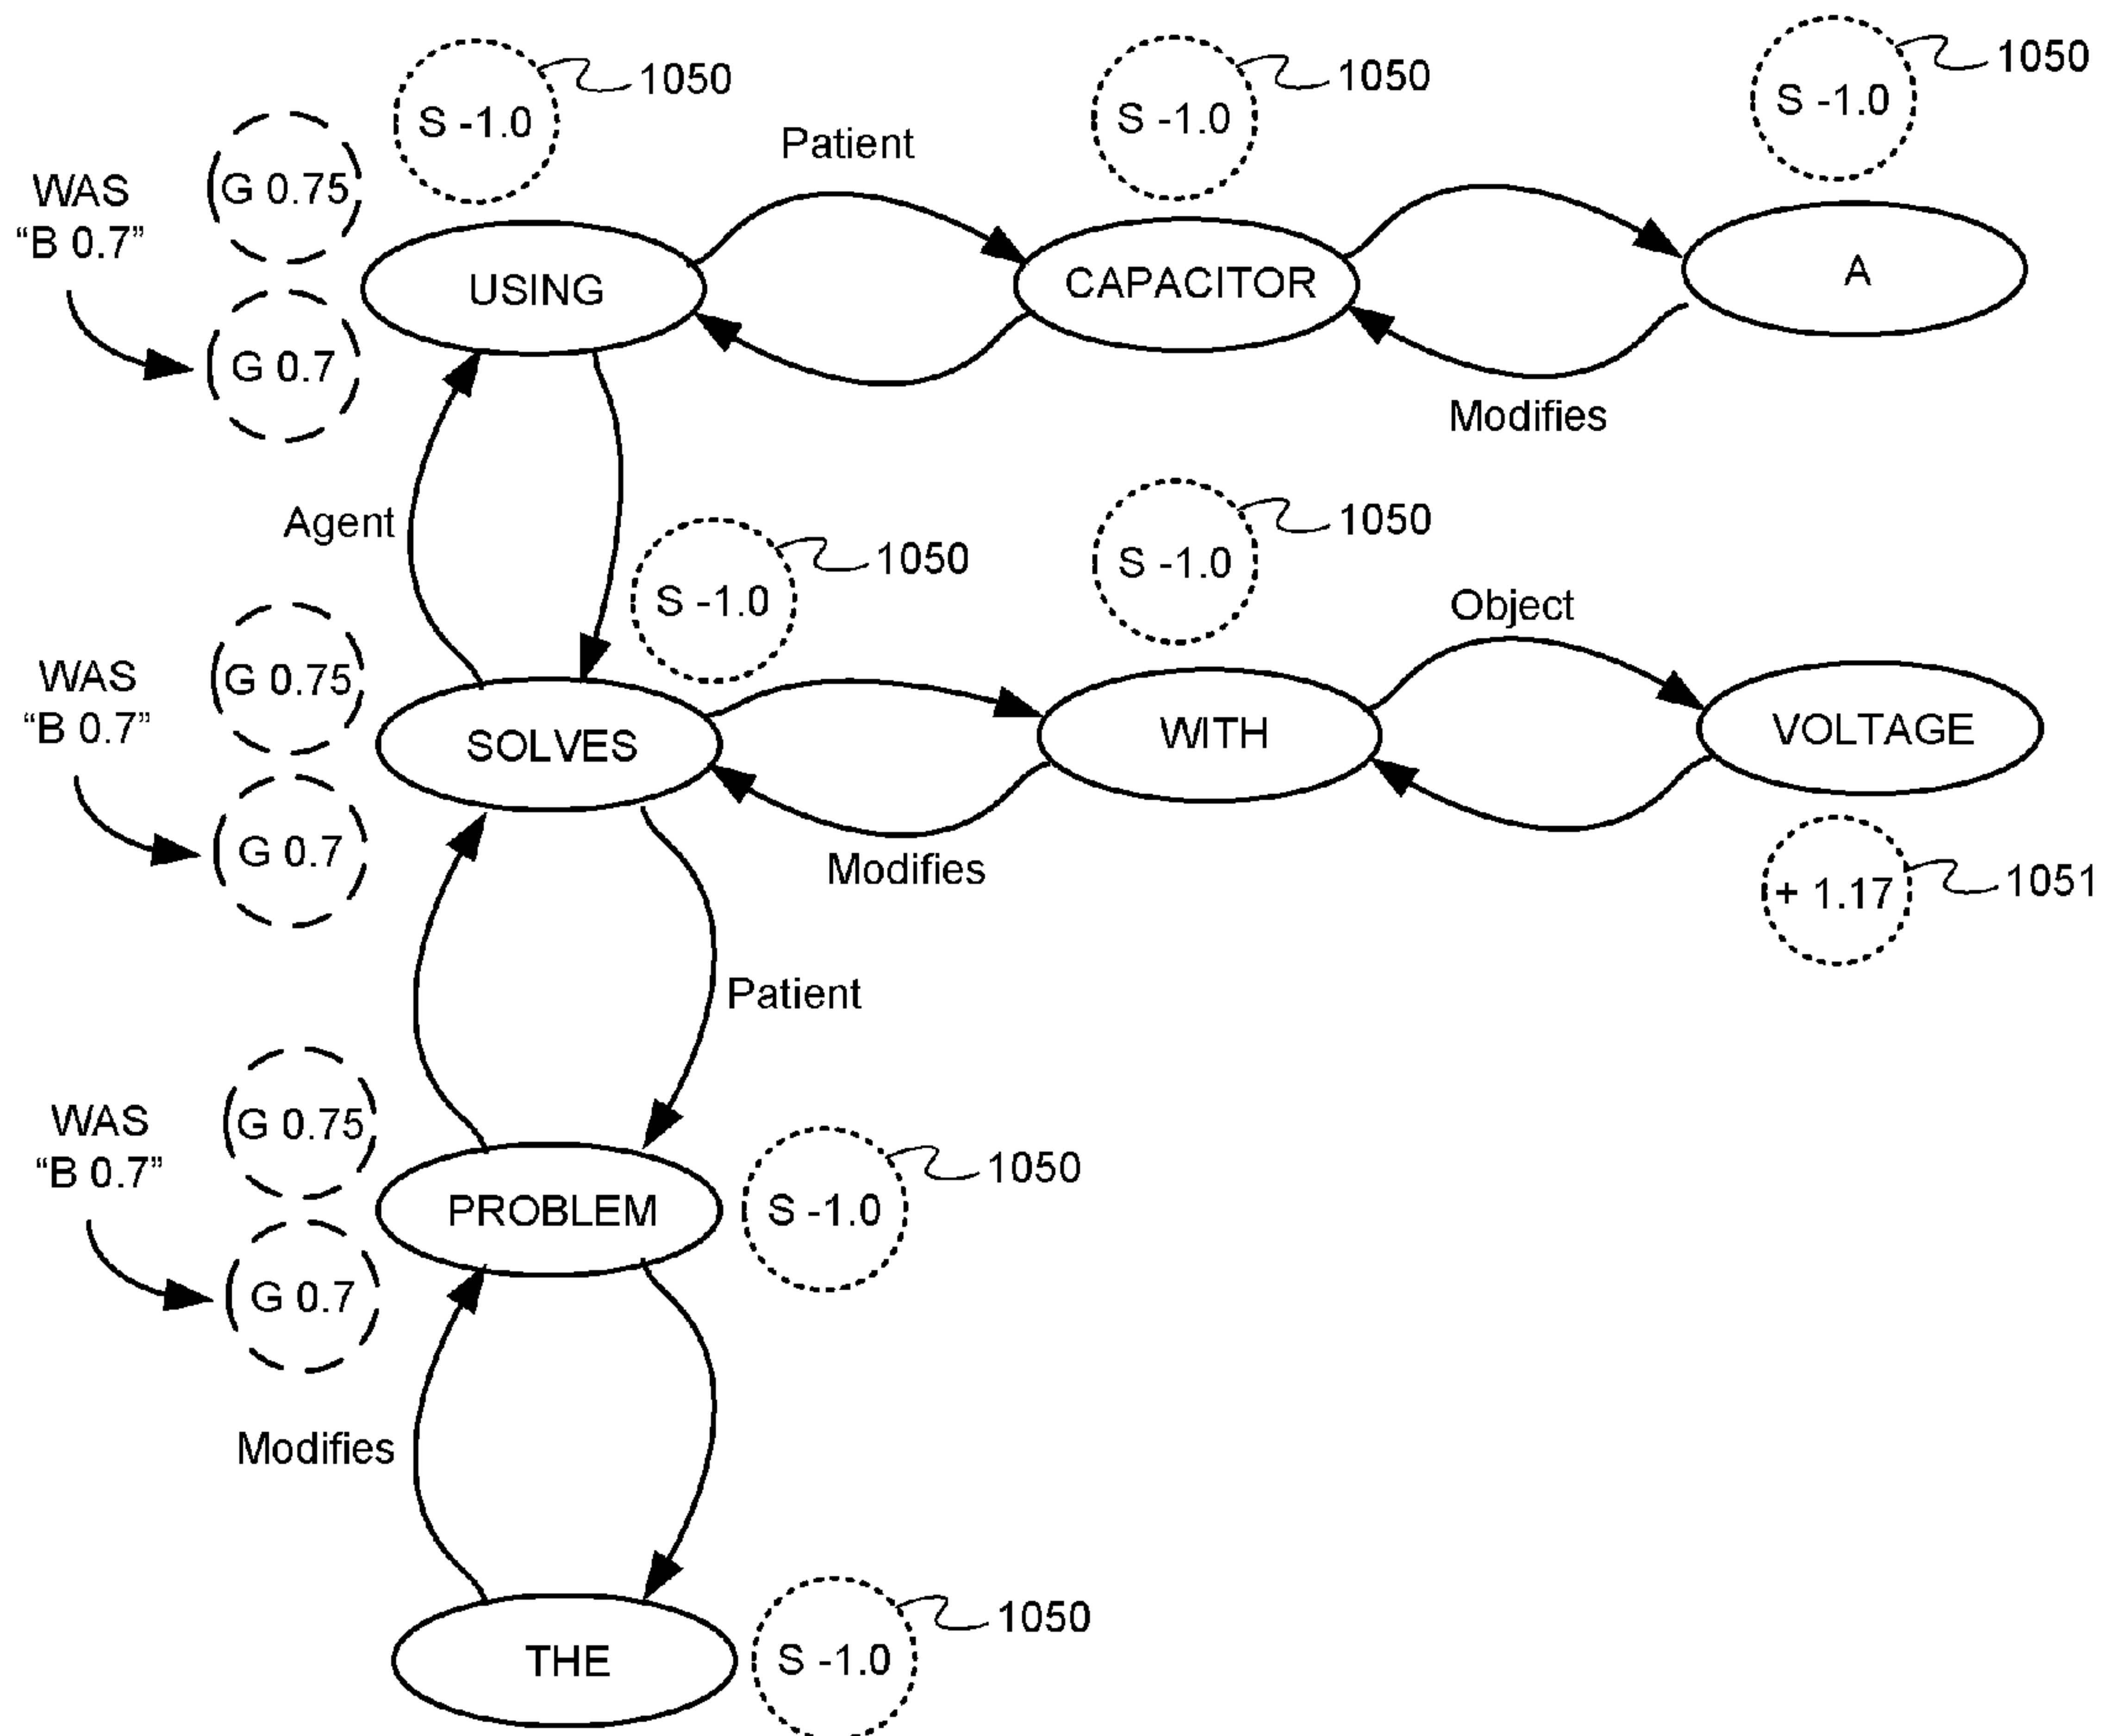 S -1.0
1050
S -1.0
1050
S -1.0
1050
Patient
WAS
“B 0.7”
G 0.75
G 0.7
USING
CAPACITOR
A
Modifies
Agent
S -1.0
1050
S -1.0
1050
Object
WAS
“B 0.7”
G 0.75
G 0.7
SOLVES
WITH
VOLTAGE
Modifies
+ 1.17
1051
Patient
WAS
“B 0.7”
G 0.75
G 0.7
PROBLEM
S -1.0
1050
Modifies
THE
S -1.0
1050